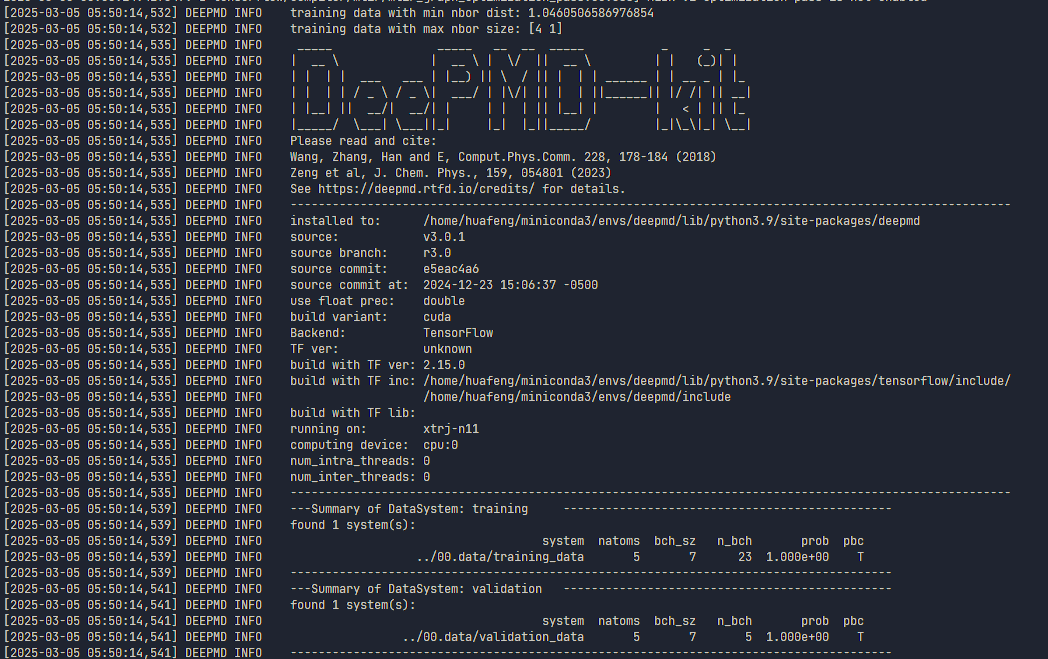 [2025-03-05 05:50:14,532] DEEPMD INFO    training data with min nbor dist: 1.0460506586976854
[2025-03-05 05:50:14,532] DEEPMD INFO    training data with max nbor size: [4 1]
[2025-03-05 05:50:14,535] DEEPMD INFO     _____               _____   __  __  _____           _     _  _
[2025-03-05 05:50:14,535] DEEPMD INFO    |  __ \             |  __ \ |  \/  ||  __ \         | |   (_)| |
[2025-03-05 05:50:14,535] DEEPMD INFO    | |  | |  ___   ___ | |__) || \  / || |  | | ______ | | __ _ | |_
[2025-03-05 05:50:14,535] DEEPMD INFO    | |  | | / _ \ / _ \|  ___/ | |\/| || |  | ||______|| |/ /| || __|
[2025-03-05 05:50:14,535] DEEPMD INFO    | |__| ||  __/|  __/| |     | |  | || |__| |        |   < | || |_
[2025-03-05 05:50:14,535] DEEPMD INFO    |_____/  \___| \___||_|     |_|  |_||_____/         |_|\_\|_| \__|
[2025-03-05 05:50:14,535] DEEPMD INFO    Please read and cite:
[2025-03-05 05:50:14,535] DEEPMD INFO    Wang, Zhang, Han and E, Comput.Phys.Comm. 228, 178-184 (2018)
[2025-03-05 05:50:14,535] DEEPMD INFO    Zeng et al, J. Chem. Phys., 159, 054801 (2023)
[2025-03-05 05:50:14,535] DEEPMD INFO    See https://deepmd.rtfd.io/credits/ for details.
[2025-03-05 05:50:14,535] DEEPMD INFO    -------------------------------------------------------------------------------------------------------
[2025-03-05 05:50:14,535] DEEPMD INFO    installed to:      /home/huafeng/miniconda3/envs/deepmd/lib/python3.9/site-packages/deepmd
[2025-03-05 05:50:14,535] DEEPMD INFO    source:            v3.0.1
[2025-03-05 05:50:14,535] DEEPMD INFO    source branch:     r3.0
[2025-03-05 05:50:14,535] DEEPMD INFO    source commit:     e5eac4a6
[2025-03-05 05:50:14,535] DEEPMD INFO    source commit at:  2024-12-23 15:06:37 -0500
[2025-03-05 05:50:14,535] DEEPMD INFO    use float prec:    double
[2025-03-05 05:50:14,535] DEEPMD INFO    build variant:     cuda
[2025-03-05 05:50:14,535] DEEPMD INFO    Backend:           TensorFlow
[2025-03-05 05:50:14,535] DEEPMD INFO    TF ver:            unknown
[2025-03-05 05:50:14,535] DEEPMD INFO    build with TF ver: 2.15.0
[2025-03-05 05:50:14,535] DEEPMD INFO    build with TF inc: /home/huafeng/miniconda3/envs/deepmd/lib/python3.9/site-packages/tensorflow/include/
[2025-03-05 05:50:14,535] DEEPMD INFO                       /home/huafeng/miniconda3/envs/deepmd/include
[2025-03-05 05:50:14,535] DEEPMD INFO    build with TF lib:
[2025-03-05 05:50:14,535] DEEPMD INFO    running on:        xtrj-n11
[2025-03-05 05:50:14,535] DEEPMD INFO    computing device:  cpu:0
[2025-03-05 05:50:14,535] DEEPMD INFO    num_intra_threads: 0
[2025-03-05 05:50:14,535] DEEPMD INFO    num_inter_threads: 0
[2025-03-05 05:50:14,535] DEEPMD INFO    -------------------------------------------------------------------------------------------------------
[2025-03-05 05:50:14,539] DEEPMD INFO    ---Summary of DataSystem: training     -----------------------------------------------
[2025-03-05 05:50:14,539] DEEPMD INFO    found 1 system(s):
[2025-03-05 05:50:14,539] DEEPMD INFO                                        system  natoms  bch_sz   n_bch       prob  pbc
[2025-03-05 05:50:14,539] DEEPMD INFO                      ../00.data/training_data       5       7      23  1.000e+00    T
[2025-03-05 05:50:14,539] DEEPMD INFO    --------------------------------------------------------------------------------------
[2025-03-05 05:50:14,541] DEEPMD INFO    ---Summary of DataSystem: validation   -----------------------------------------------
[2025-03-05 05:50:14,541] DEEPMD INFO    found 1 system(s):
[2025-03-05 05:50:14,541] DEEPMD INFO                                        system  natoms  bch_sz   n_bch       prob  pbc
[2025-03-05 05:50:14,541] DEEPMD INFO                    ../00.data/validation_data       5       7       5  1.000e+00    T
[2025-03-05 05:50:14,541] DEEPMD INFO    --------------------------------------------------------------------------------------